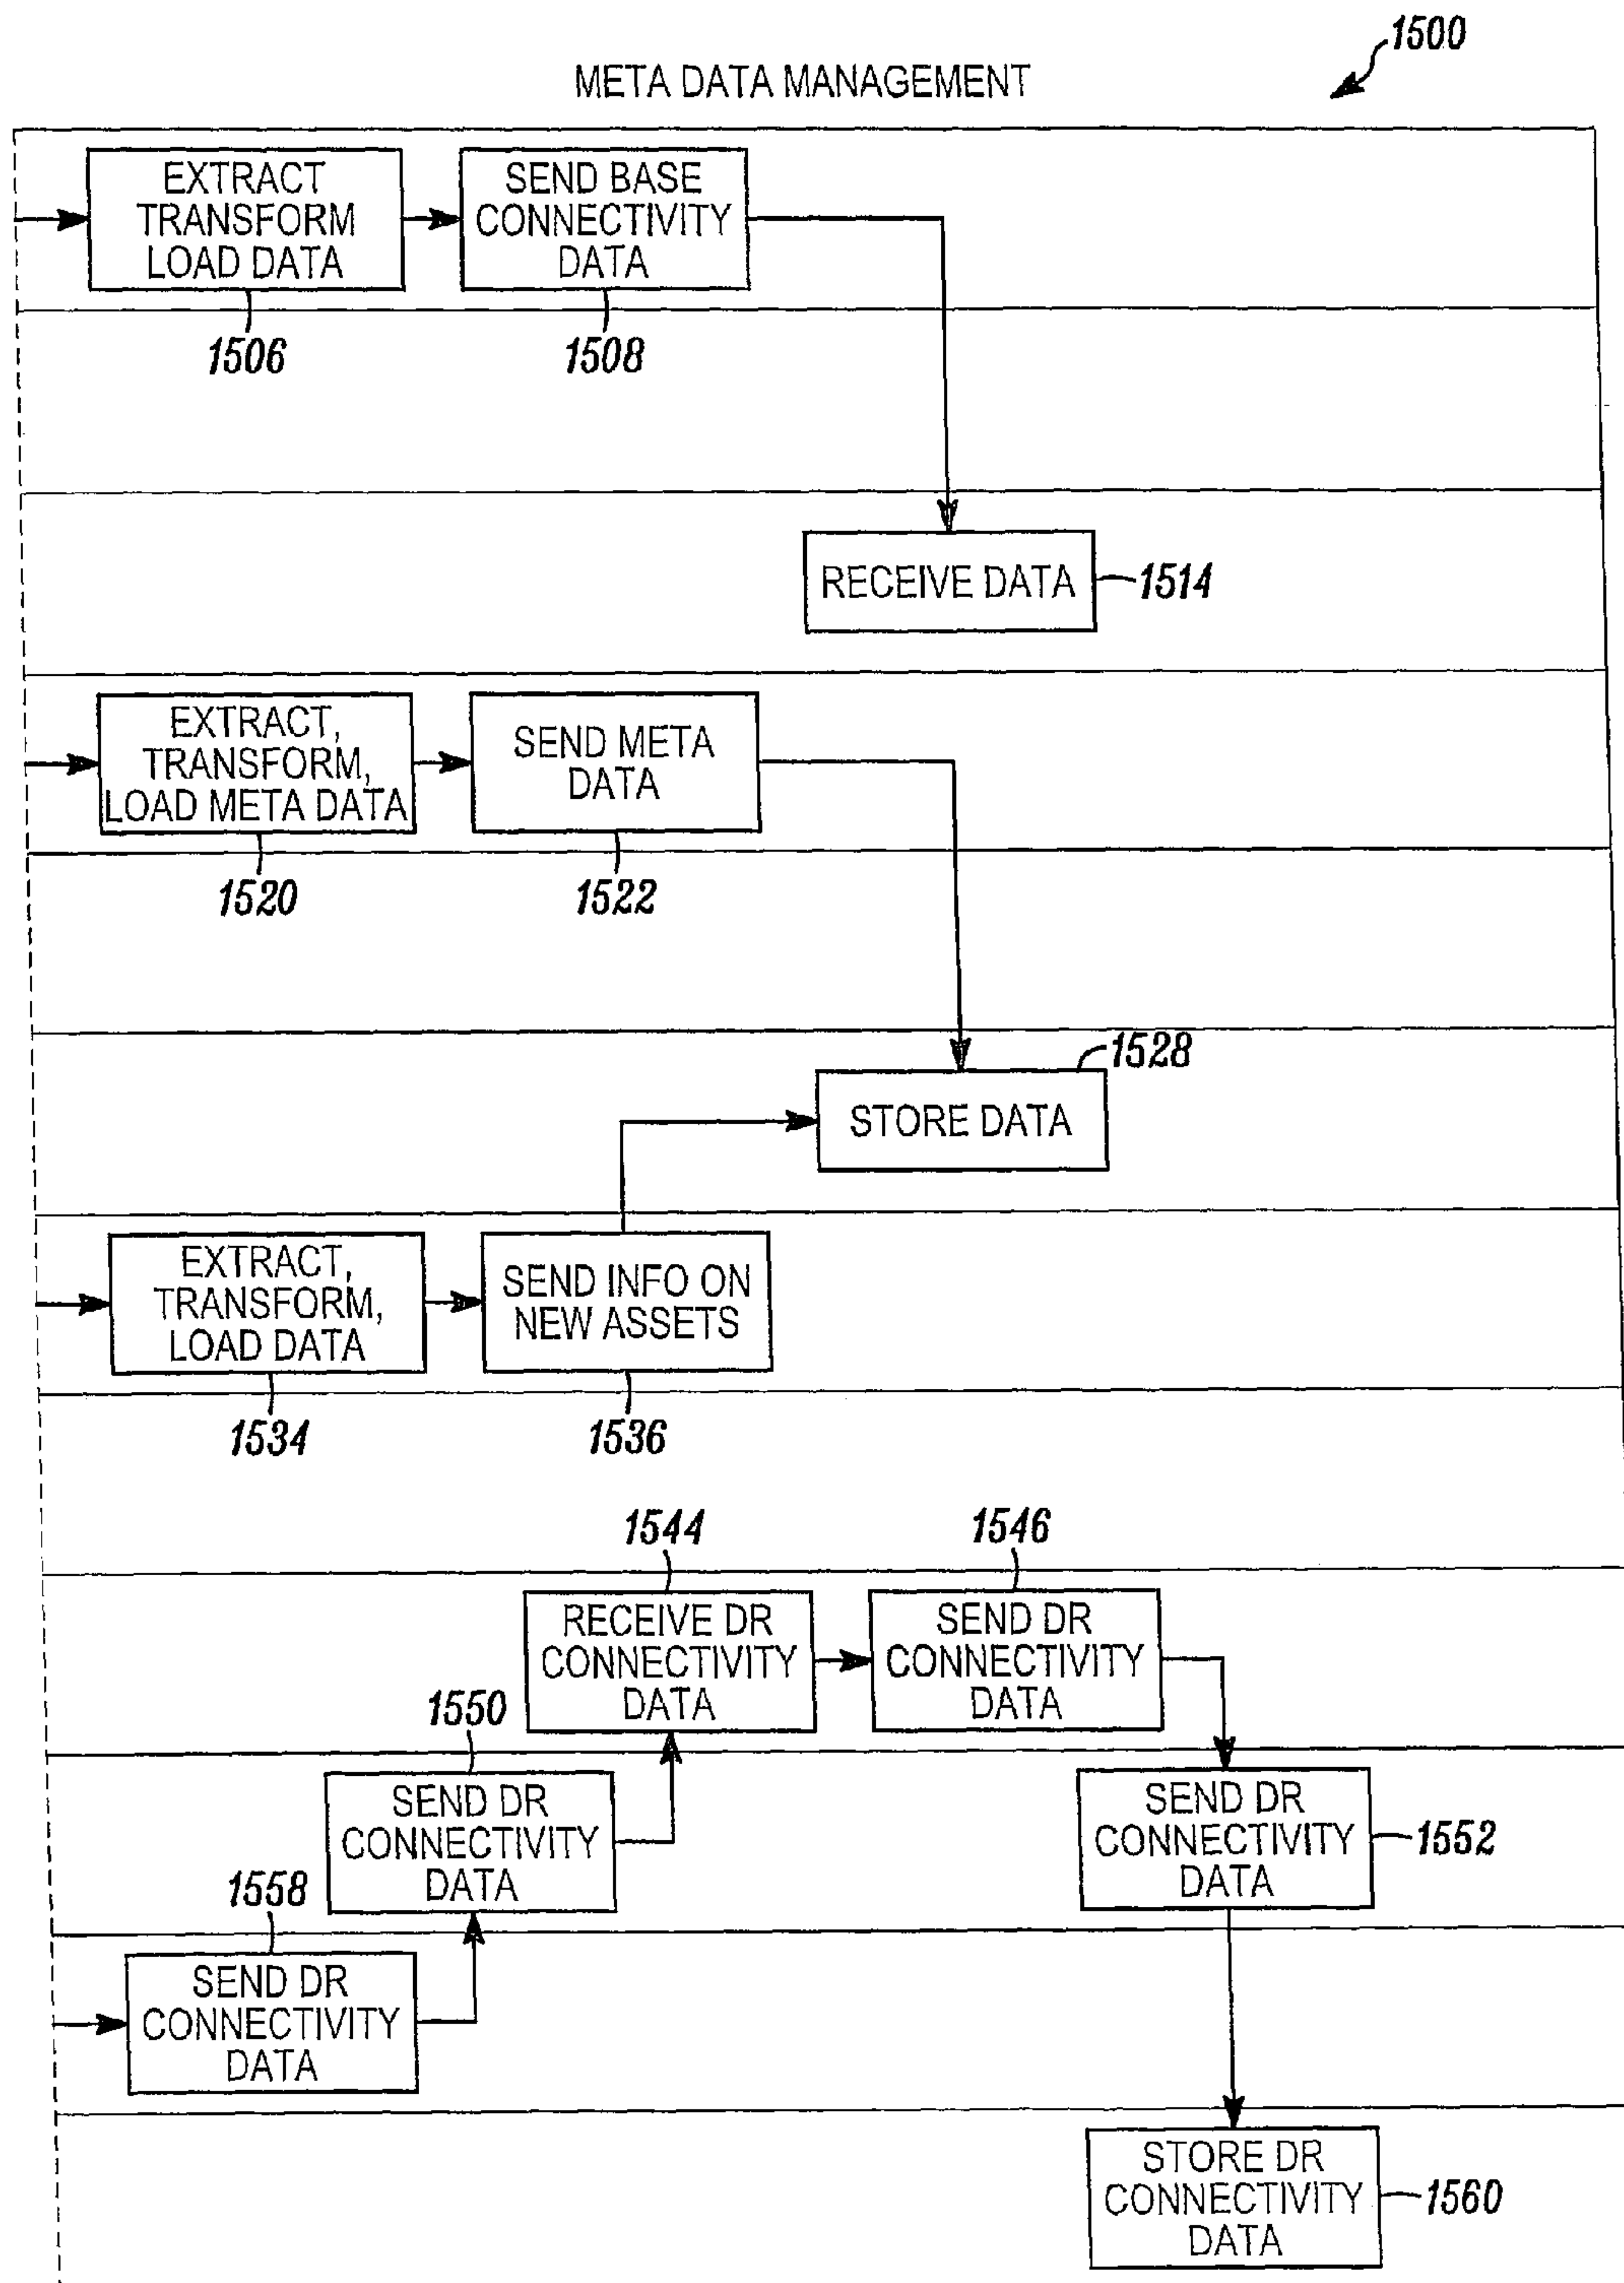 1500
META DATA MANAGEMENT
EXTRACT
TRANSFORM
LOAD DATA
SEND BASE
CONNECTIVITY
DATA
1506
1508
RECEIVE DATA
1514
EXTRACT,
TRANSFORM,
LOAD META DATA
SEND META
DATA
1520
1522
1528
STORE DATA
EXTRACT,
TRANSFORM,
LOAD DATA
SEND INFO ON
NEW ASSETS
1534
1536
1544
1546
RECEIVE DR
CONNECTIVITY
DATA
SEND DR
CONNECTIVITY
DATA
1550
SEND DR
CONNECTIVITY
DATA
SEND DR
CONNECTIVITY
DATA
1552
1558
SEND DR
CONNECTIVITY
DATA
STORE DR
CONNECTIVITY
DATA
1560